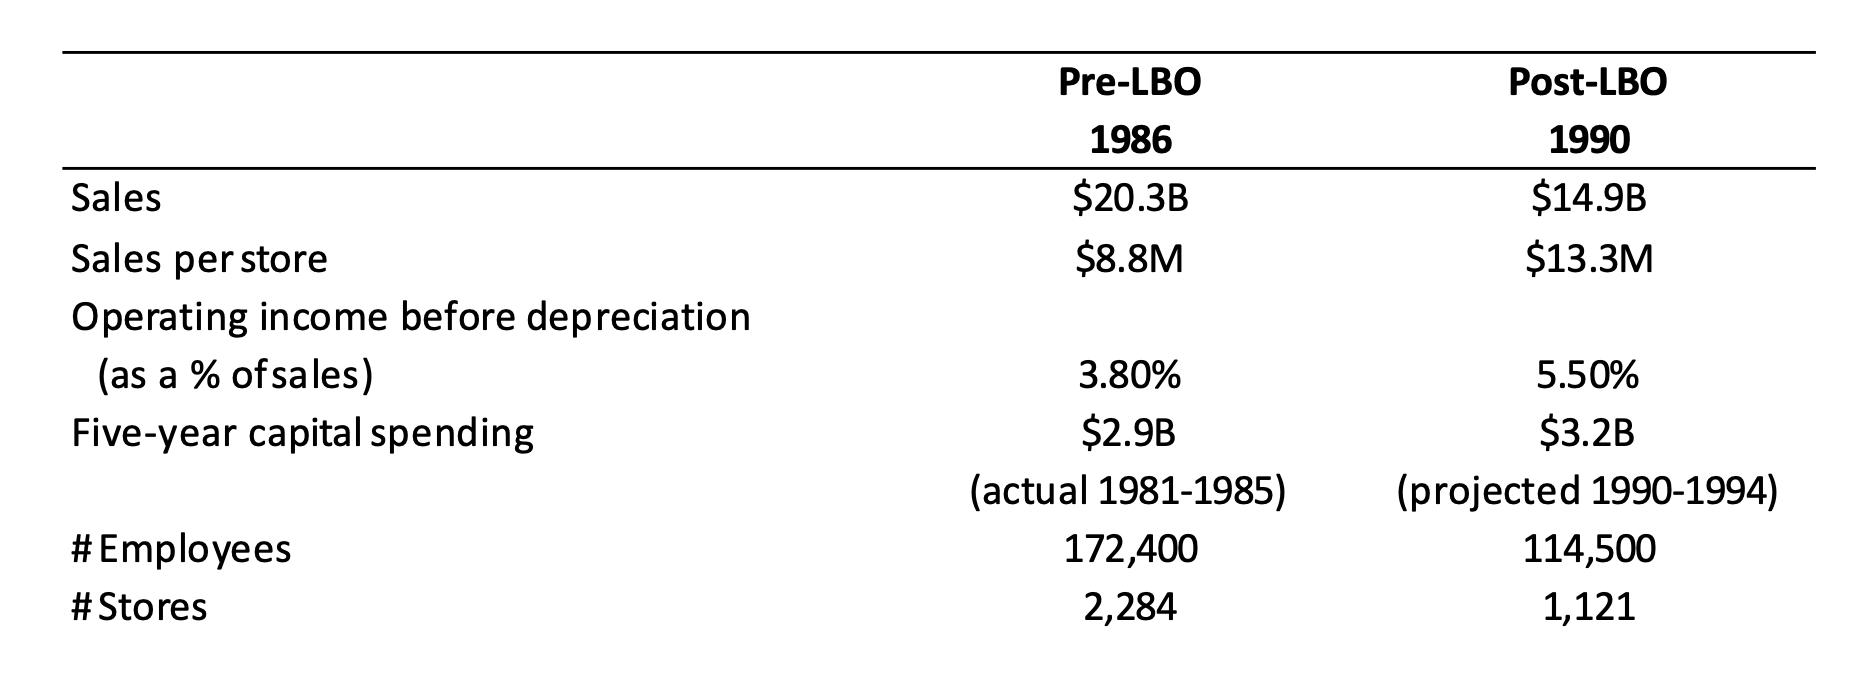 Pre-LBO Post-LBO
1986 1990
Sales $20.3B $14.9B
Sales per store $8.8M $13.3M
Operating income before depreciation
(as a % of sales) 3.80% 5.50%
Five-year capital spending $2.9B $3.2B
(actual 1981-1985) (projected 1990-1994)
# Employees 172,400 114,500
# Stores 2,284 1,121